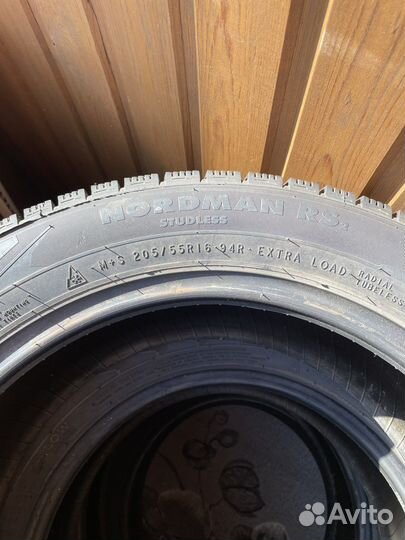 NORDMAN RS2
STUDLESS
M+S 205/55R16 94R · EXTRA LOAD
RADIAL
TUBELESS
Avito